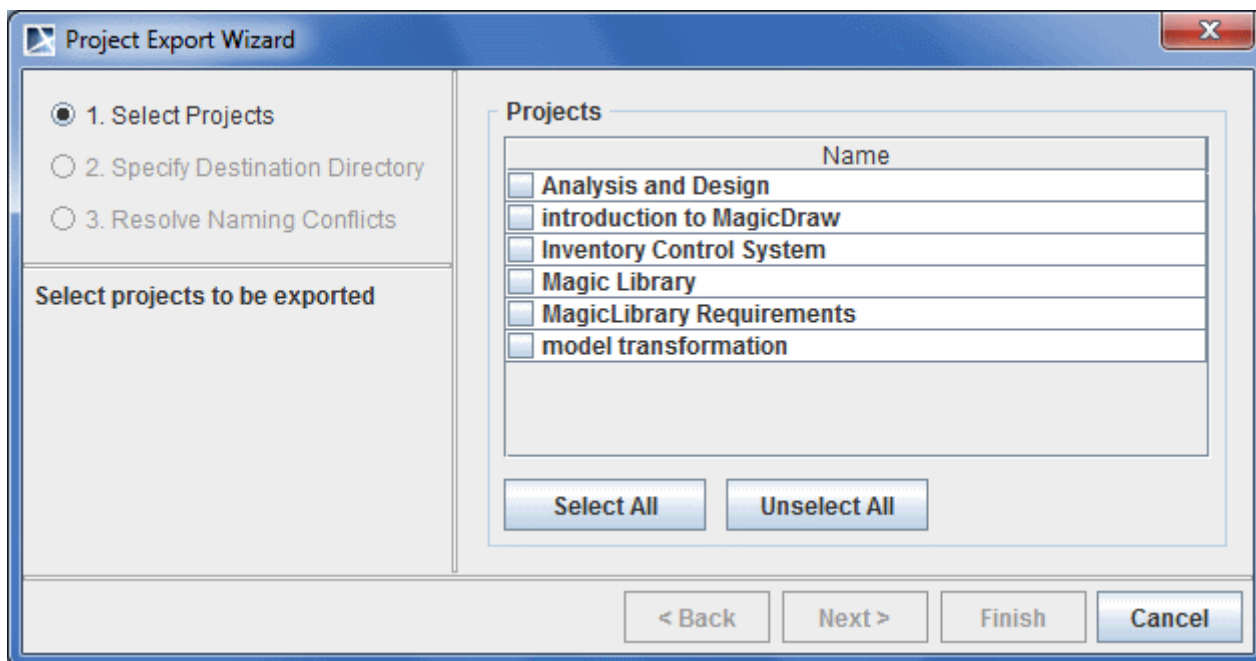 Project Export Wizard
1. Select Projects
2. Specify Destination Directory
3. Resolve Naming Conflicts
Select projects to be exported
Projects
Name
Analysis and Design
introduction to MagicDraw
Inventory Control System
Magic Library
MagicLibrary Requirements
model transformation
Select All Unselect All
< Back Next > Finish Cancel